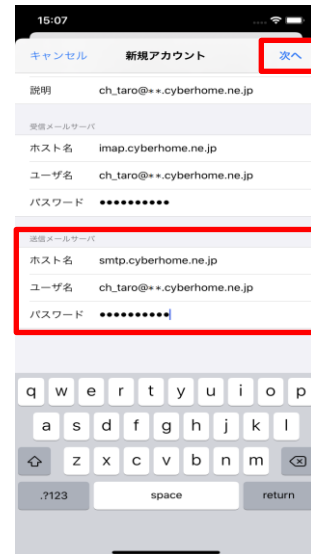 15:07
キャンセル 新規アカウント 次へ
説明 ch_taro@**.cyberhome.ne.jp
受信メールサーバ
ホスト名 imap.cyberhome.ne.jp
ユーザ名 ch_taro@**.cyberhome.ne.jp
パスワード ●●●●●●●●●●
送信メールサーバ
ホスト名 smtp.cyberhome.ne.jp
ユーザ名 ch_taro@**.cyberhome.ne.jp
パスワード ●●●●●●●●●●
q w e r t y u i o p
a s d f g h j k l
z x c v b n m
.?123 space return